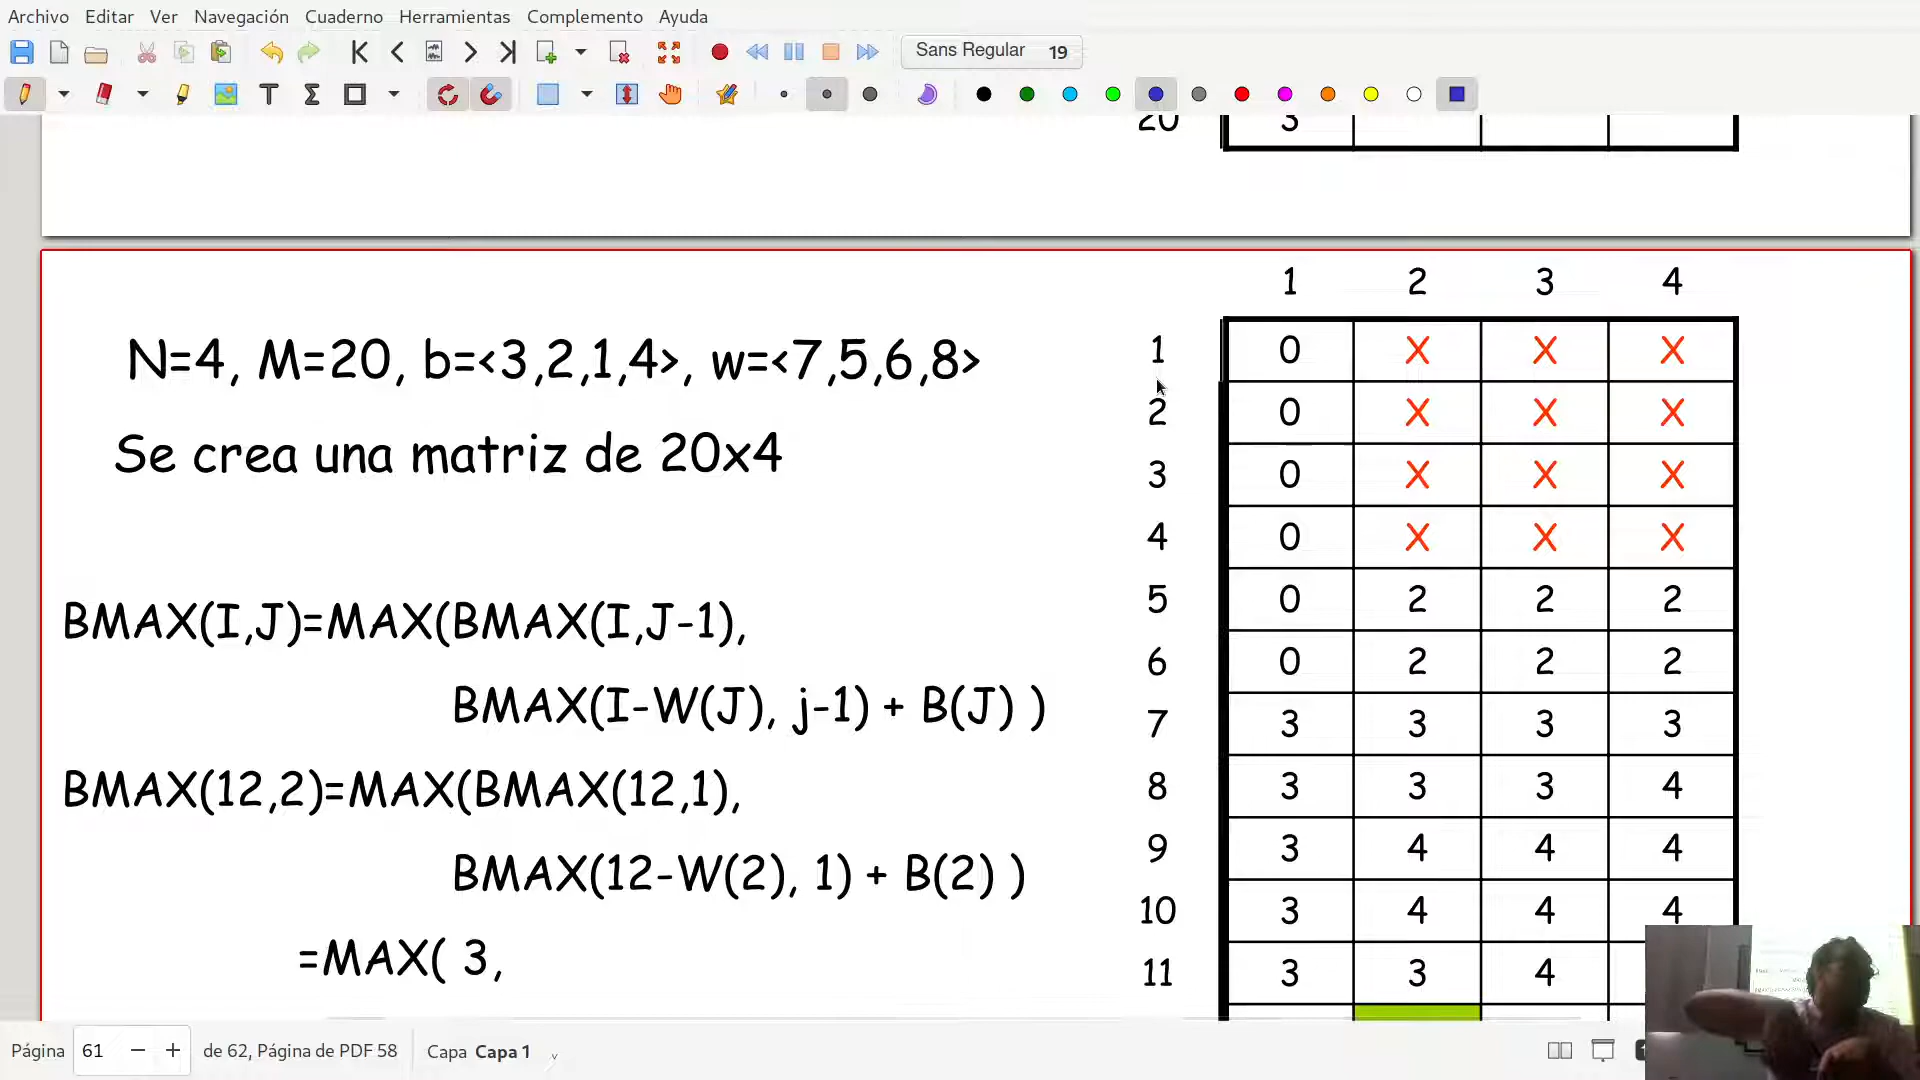 Archivo Editar Ver Navegación Cuaderno Herramientas Complemento Ayuda
Sans Regular 19
20 3
1 2 3 4
N=4, M=20, b=<3,2,1,4>, w=<7,5,6,8>
Se crea una matriz de 20x4
BMAX(I,J)=MAX(BMAX(I,J-1),
BMAX(I-W(J), j-1) + B(J) )
BMAX(12,2)=MAX(BMAX(12,1),
BMAX(12-W(2), 1) + B(2) )
=MAX( 3,
1 0 X X X
2 0 X X X
3 0 X X X
4 0 X X X
5 0 2 2 2
6 0 2 2 2
7 3 3 3 3
8 3 3 3 4
9 3 4 4 4
10 3 4 4 4
11 3 3 4
Página 61 de 62, Página de PDF 58 Capa Capa 1